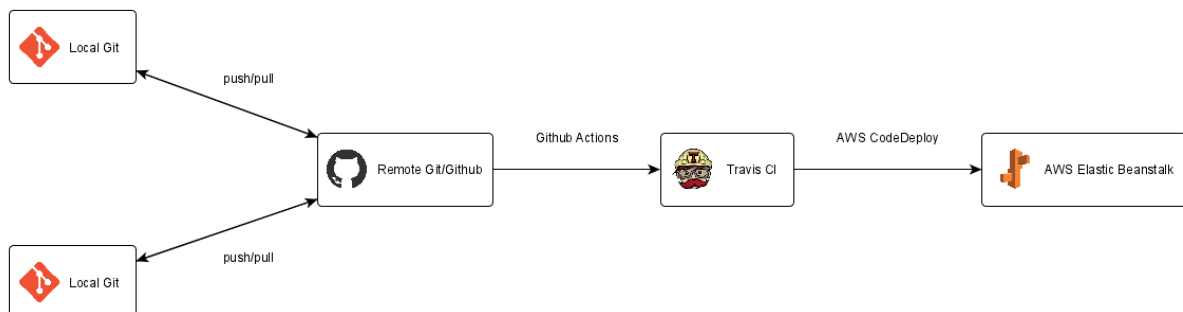 Local Git
push/pull
Github Actions
AWS CodeDeploy
Remote Git/Github
Travis CI
AWS Elastic Beanstalk
push/pull
Local Git